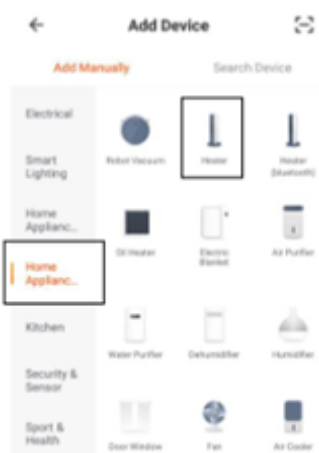 Add Device
Add Manually
Search Device
Electrical
Smart
Lighting
Home
Applianc...
Home
Applianc...
Kitchen
Security &
Sensor
Sport &
Health
Robot Vacuum
Heater
Heater
(Bluetooth)
Oil Heater
Electric
Blanket
Air Purifier
Water Purifier
Dehumidifier
Humidifier
Door Window
Fan
Air Cooler